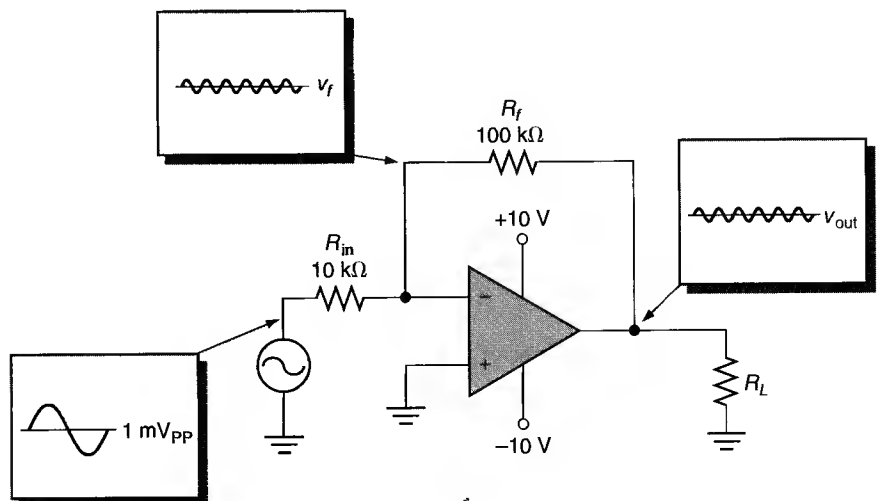 v_f
R_f
100 kΩ
+10 V
v_out
R_in
10 kΩ
−
+
1 mV_PP
R_L
−10 V